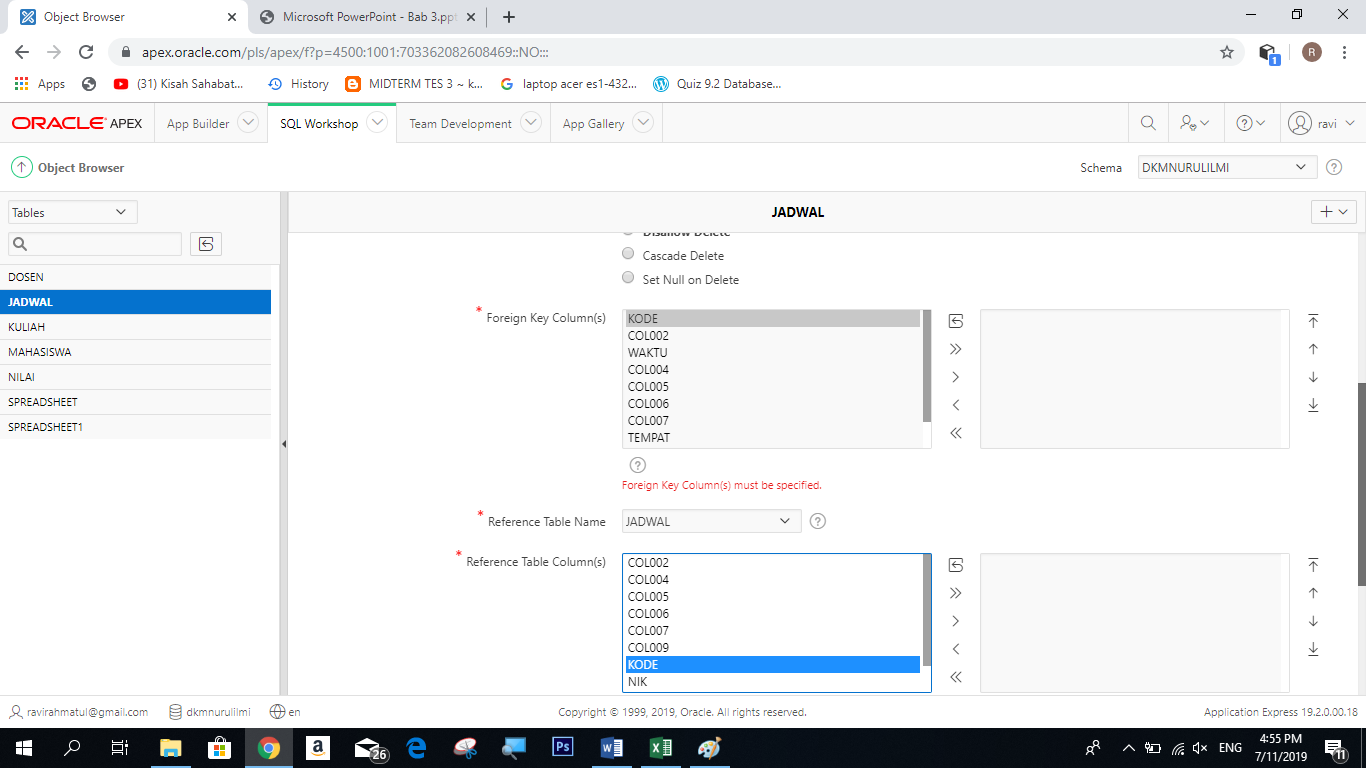 Object Browser
Microsoft PowerPoint - Bab 3.ppt
apex.oracle.com/pls/apex/f?p=4500:1001:703362082608469::NO:::
1
R
Apps
(31) Kisah Sahabat...
History
MIDTERM TES 3 ~ k...
laptop acer es1-432...
Quiz 9.2 Database...
ORACLE APEX
App Builder
SQL Workshop
Team Development
App Gallery
ravi
Object Browser
Schema
DKMNURULILMI
Tables
JADWAL
DOSEN
JADWAL
KULIAH
MAHASISWA
NILAI
SPREADSHEET
SPREADSHEET1
Disallow Delete
Cascade Delete
Set Null on Delete
* Foreign Key Column(s)
KODE
COL002
WAKTU
COL004
COL005
COL006
COL007
TEMPAT
Foreign Key Column(s) must be specified.
* Reference Table Name
JADWAL
* Reference Table Column(s)
COL002
COL004
COL005
COL006
COL007
COL009
KODE
NIK
ravirahmatul@gmail.com
dkmnurulilmi
en
Copyright © 1999, 2019, Oracle. All rights reserved.
Application Express 19.2.0.00.18
a
26
Ps
ENG
4:55 PM
7/11/2019
11